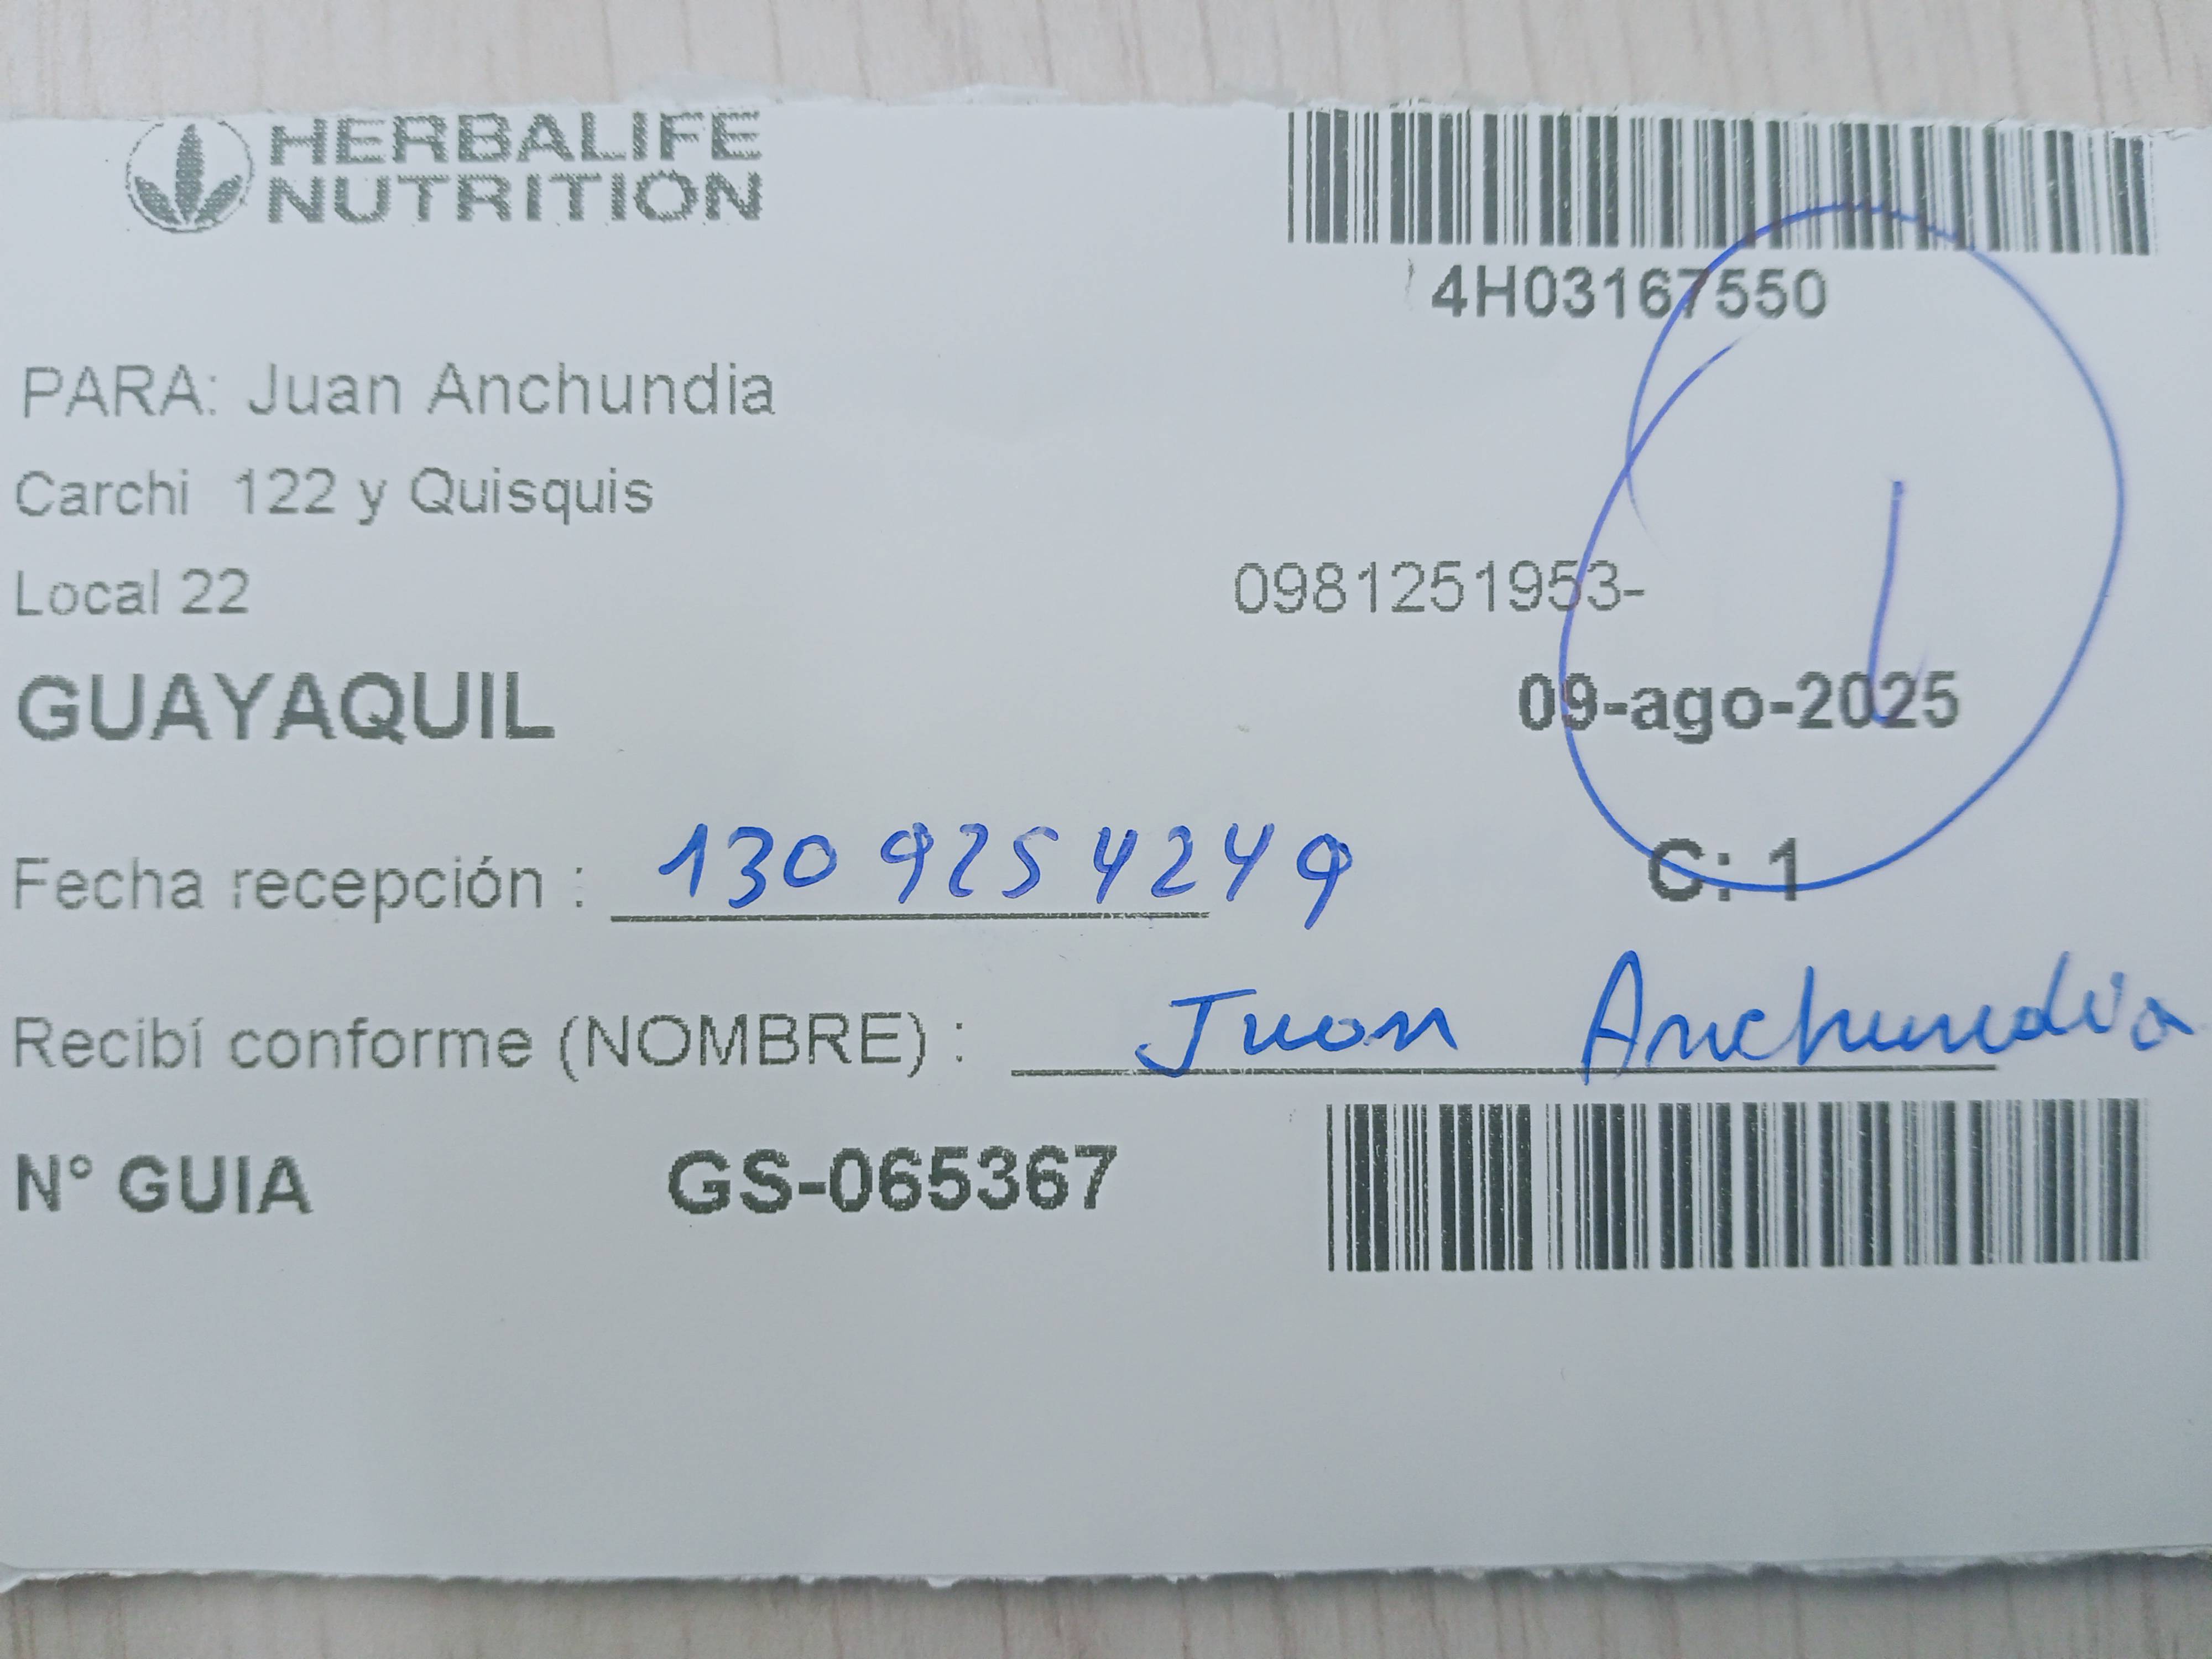 HERBALIFE
NUTRITION
4H03167550
PARA: Juan Anchundia
Carchi 122 y Quisquis
Local 22
0981251953-
GUAYAQUIL
09-ago-2025
1
Fecha recepción : 1309254249
C: 1
Recibí conforme (NOMBRE) : Juan Anchundia
N° GUIA GS-065367